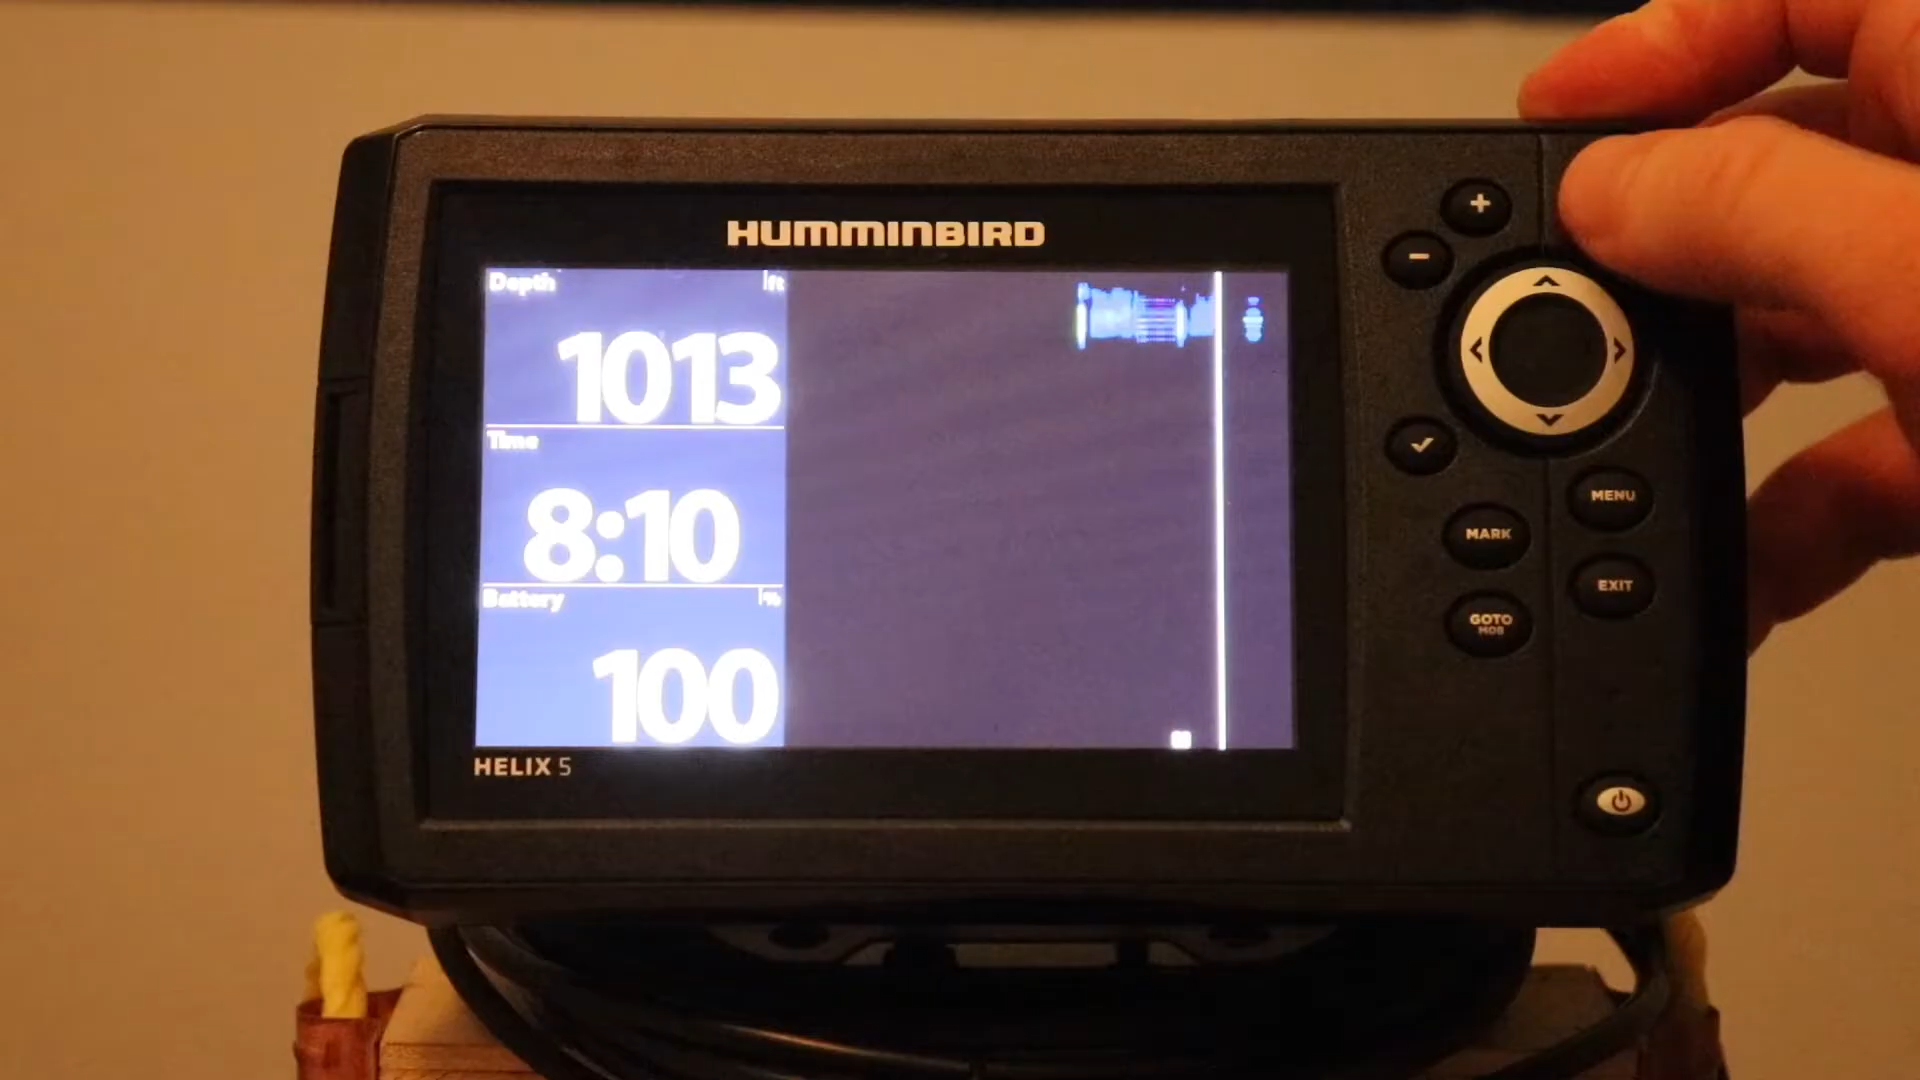 HUMMINBIRD
Depth ft
1013
Time
8:10
Battery %
100
HELIX 5
+
-
MENU
MARK
EXIT
GOTO
MOB